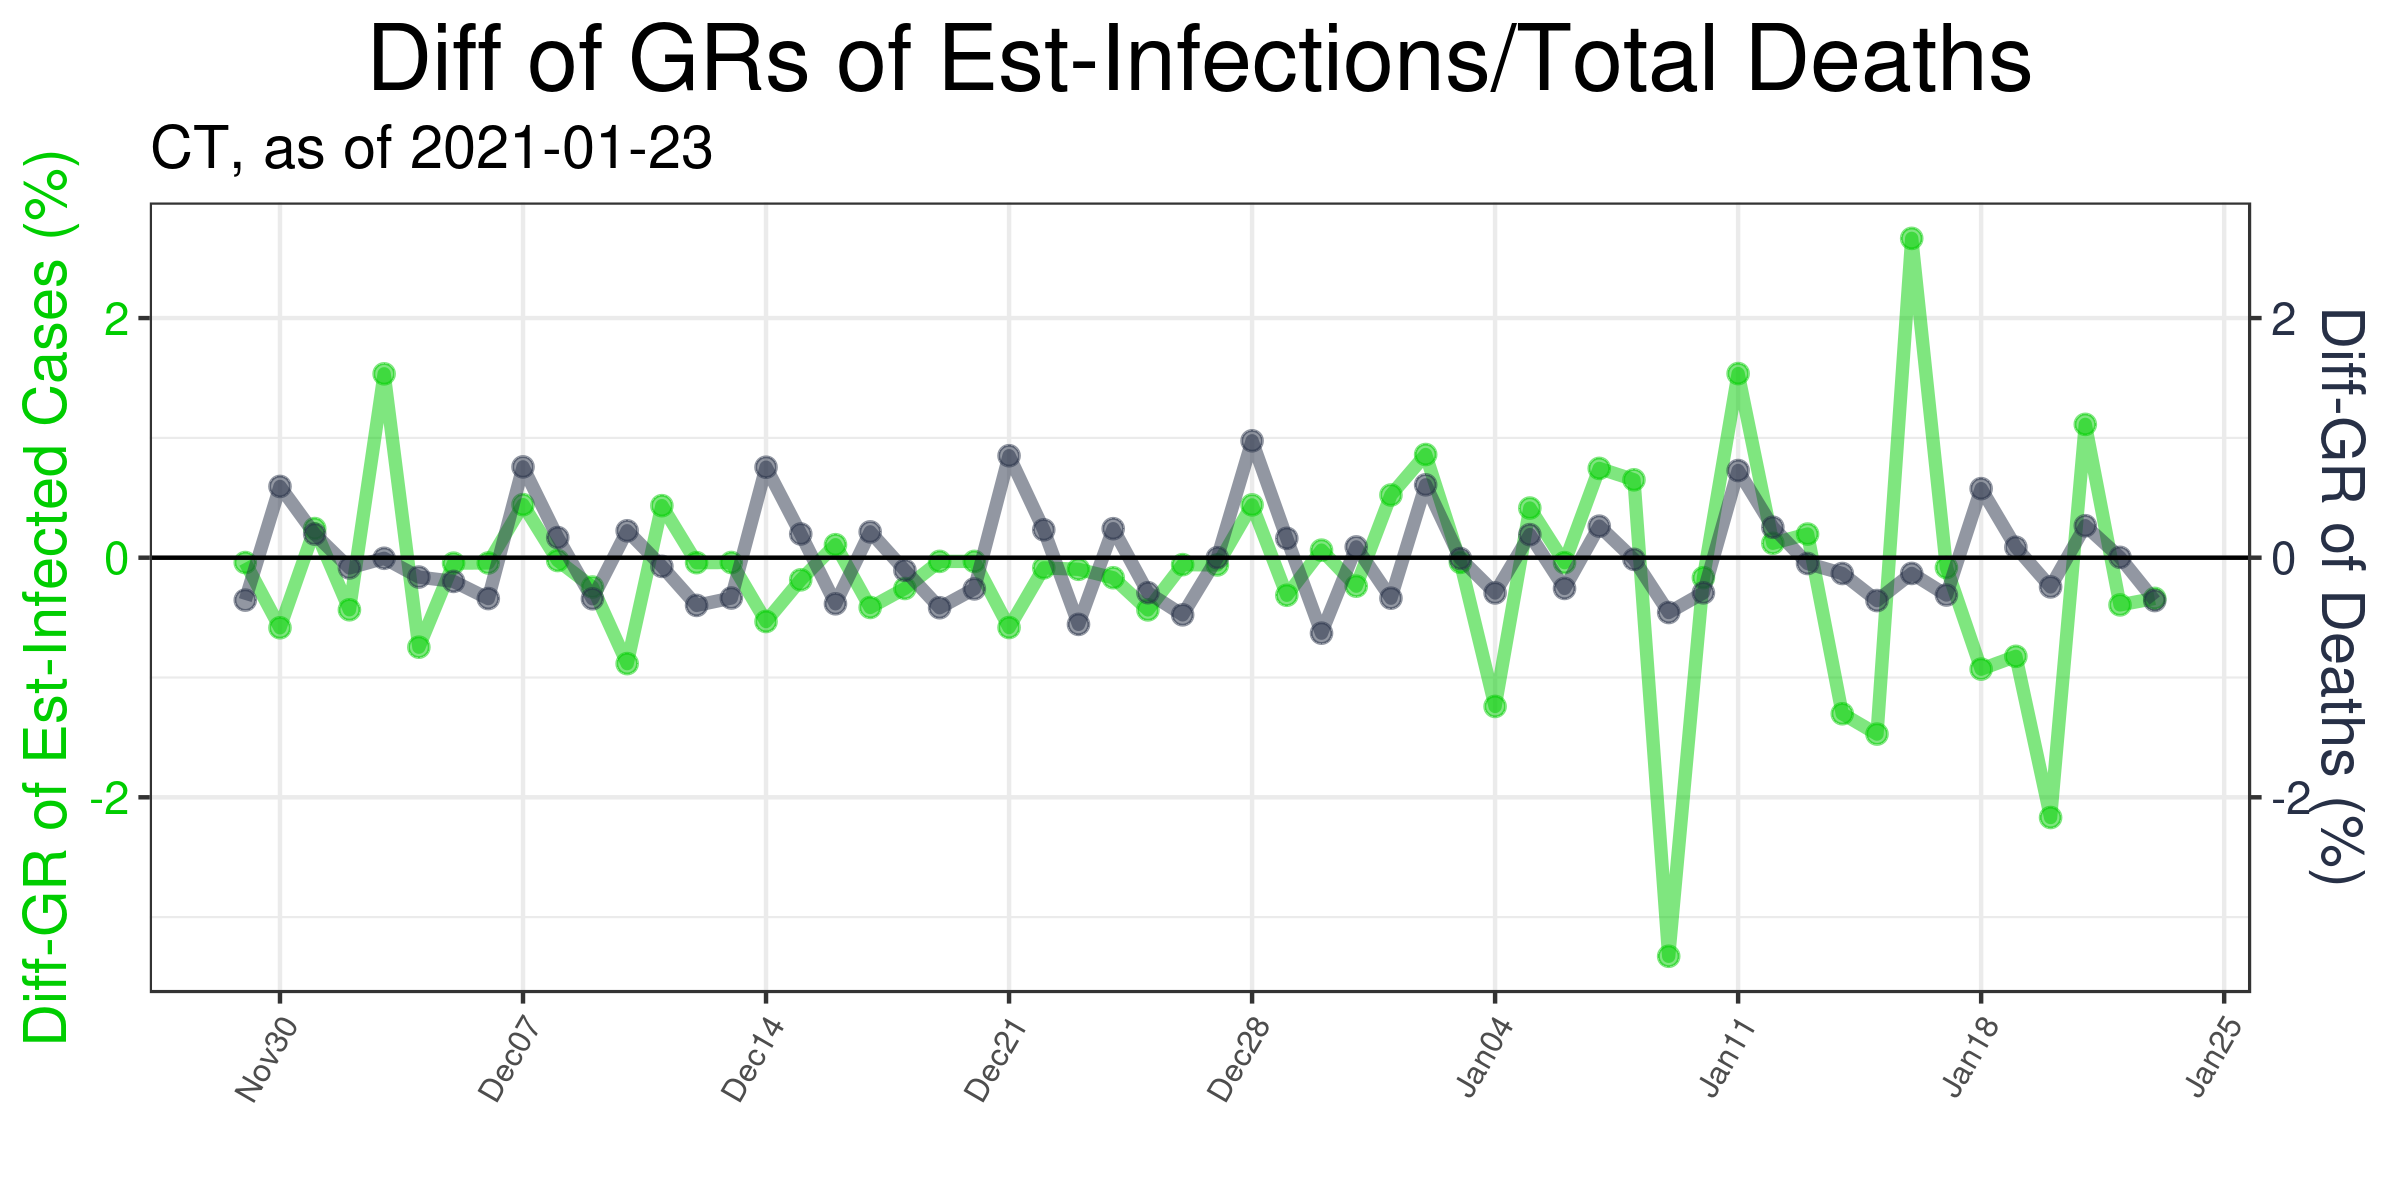 Diff of GRs of Est-Infections/Total Deaths
CT, as of 2021-01-23
Diff-GR of Est-Infected Cases (%)
2
0
-2
2
0
-2
Diff-GR of Deaths (%)
Nov30
Dec07
Dec14
Dec21
Dec28
Jan04
Jan11
Jan18
Jan25